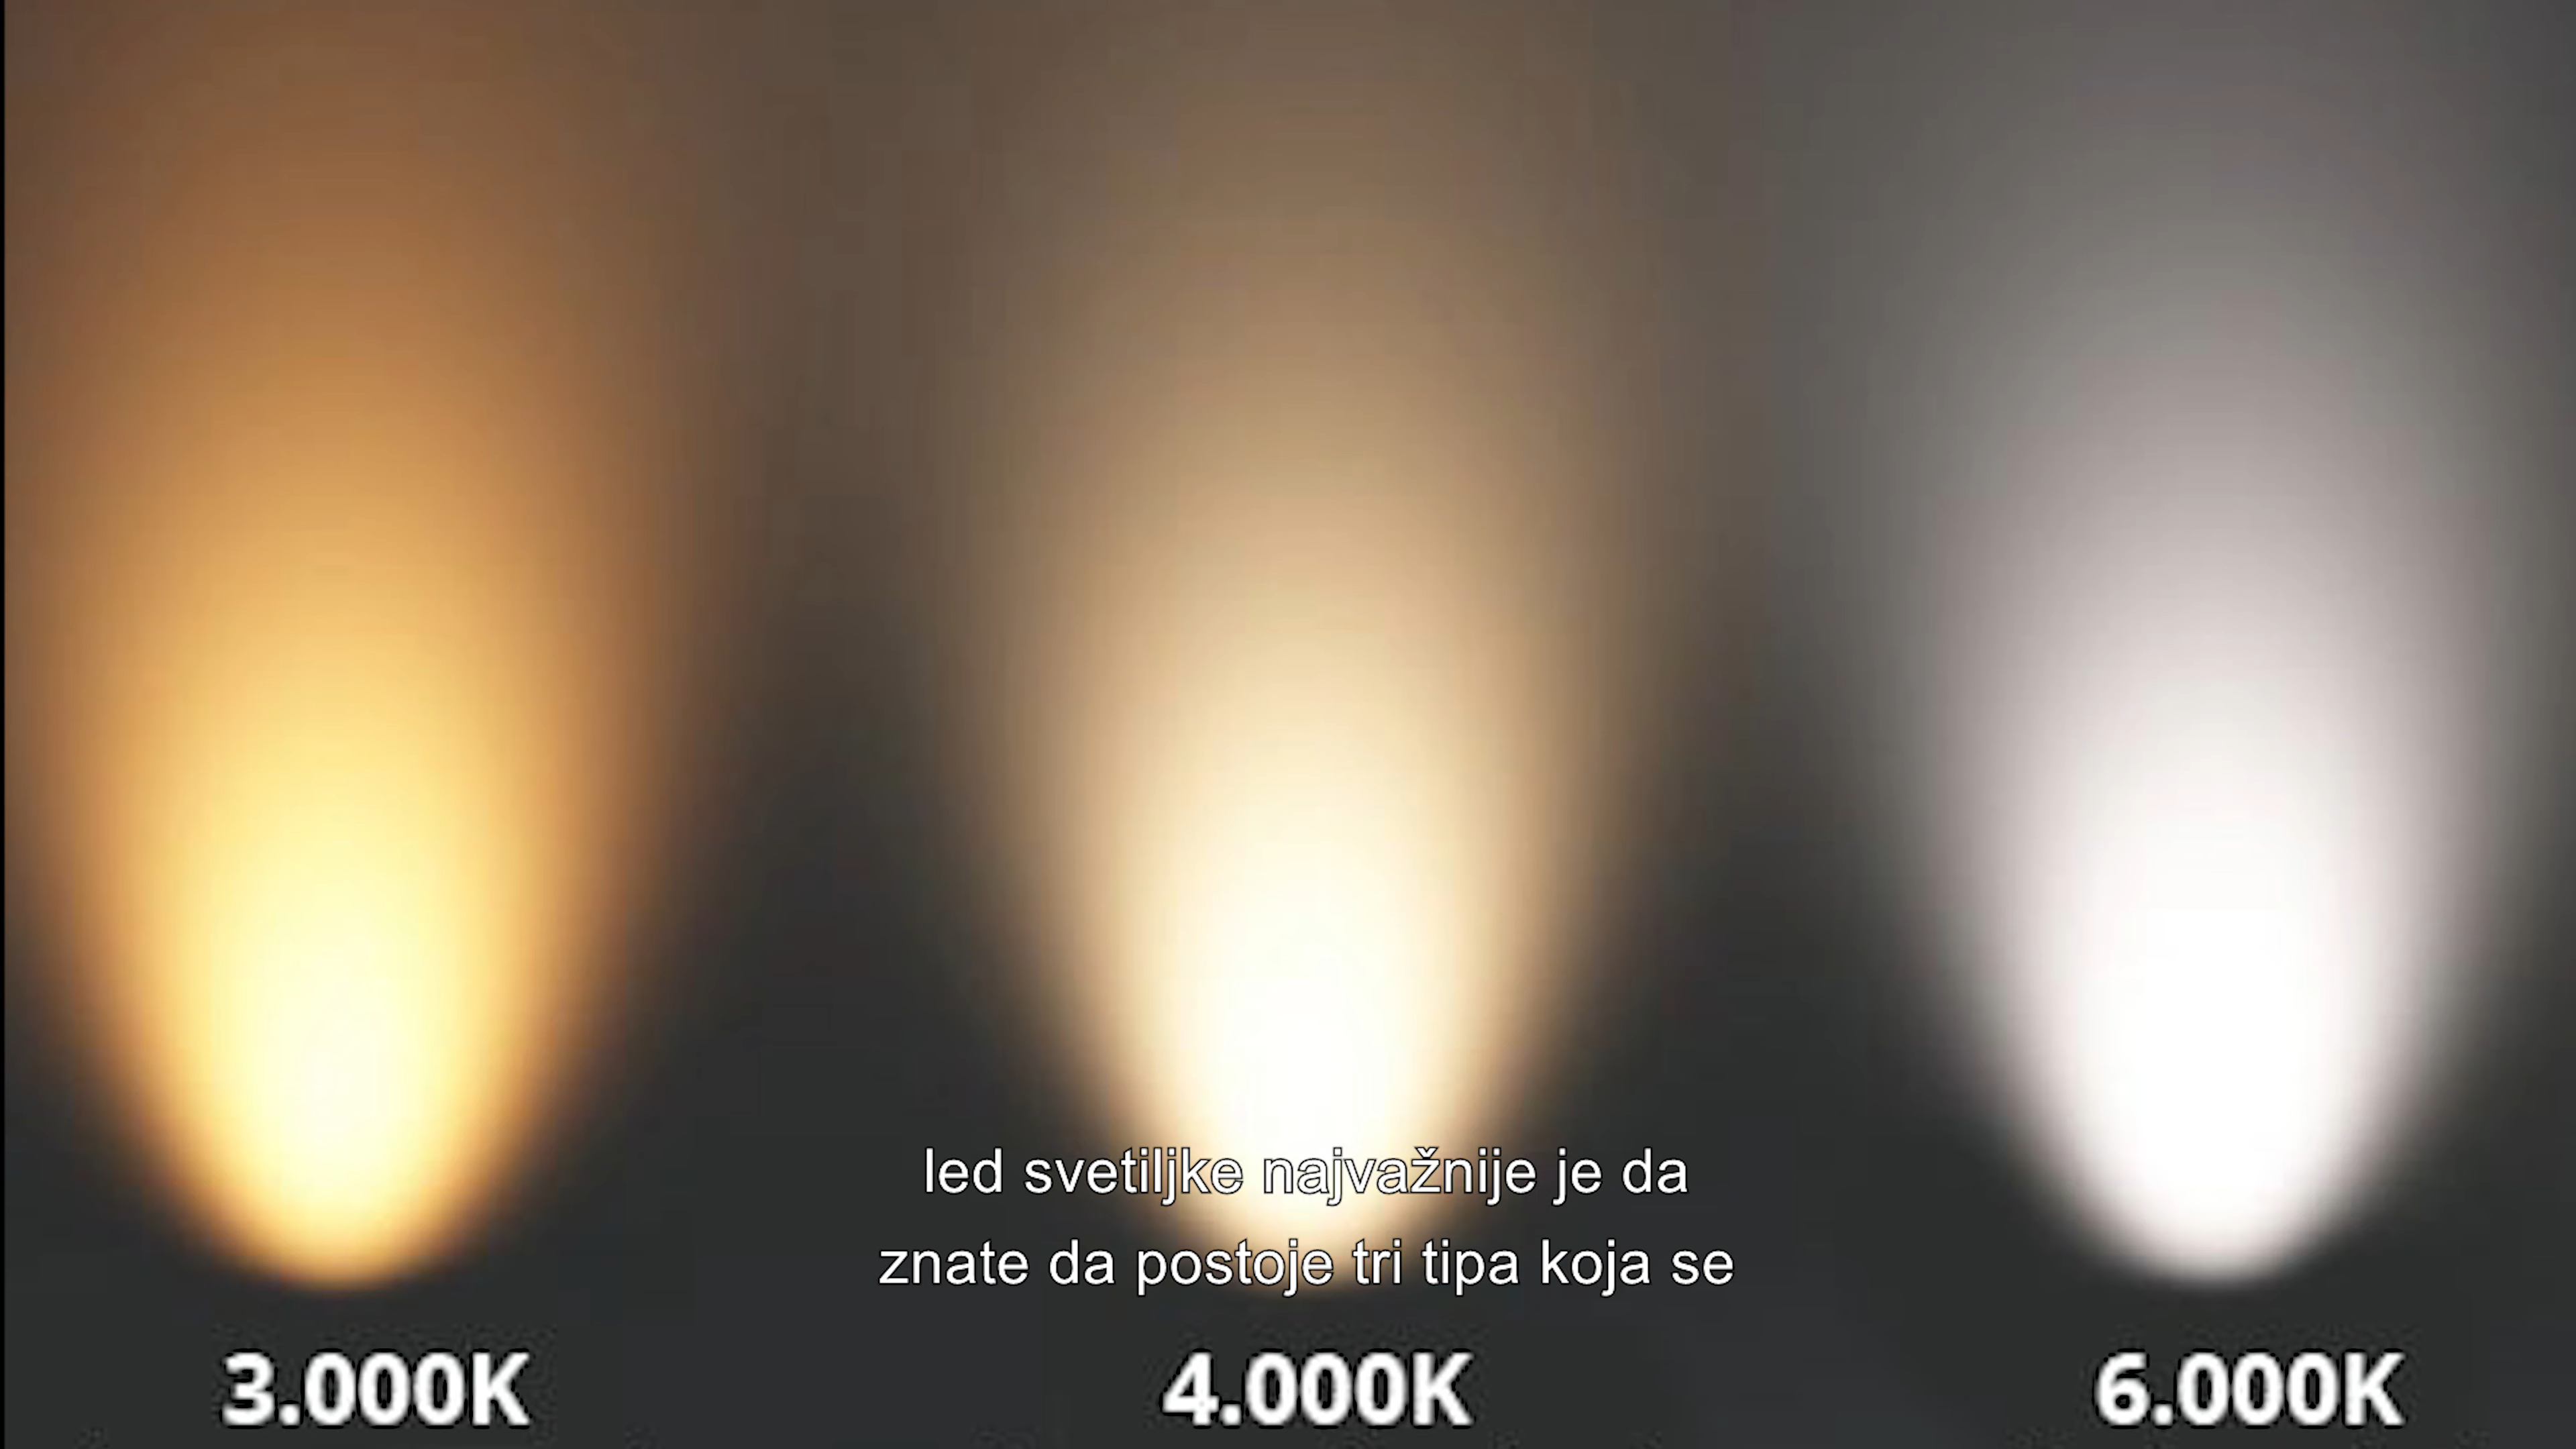 led svetiljke najvažnije je da
znate da postoje tri tipa koja se
3.000K 4.000K 6.000K